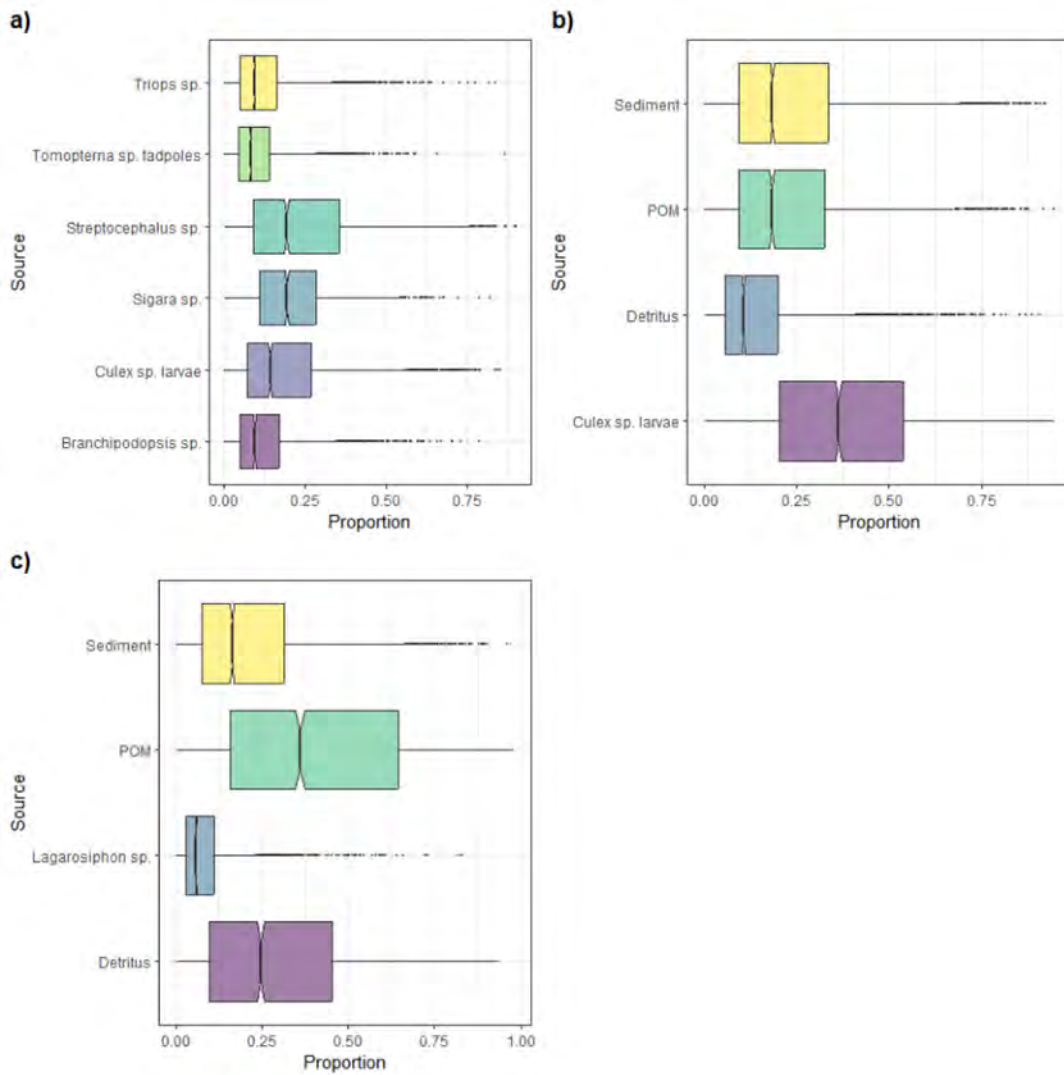 a)
Source
Triops sp.
Tomopterna sp. tadpoles
Streptocephalus sp.
Sigara sp.
Culex sp. larvae
Branchipodopsis sp.
0.00 0.25 0.50 0.75
Proportion
b)
Source
Sediment
POM
Detritus
Culex sp. larvae
0.00 0.25 0.50 0.75
Proportion
c)
Source
Sediment
POM
Lagarosiphon sp.
Detritus
0.00 0.25 0.50 0.75 1.00
Proportion